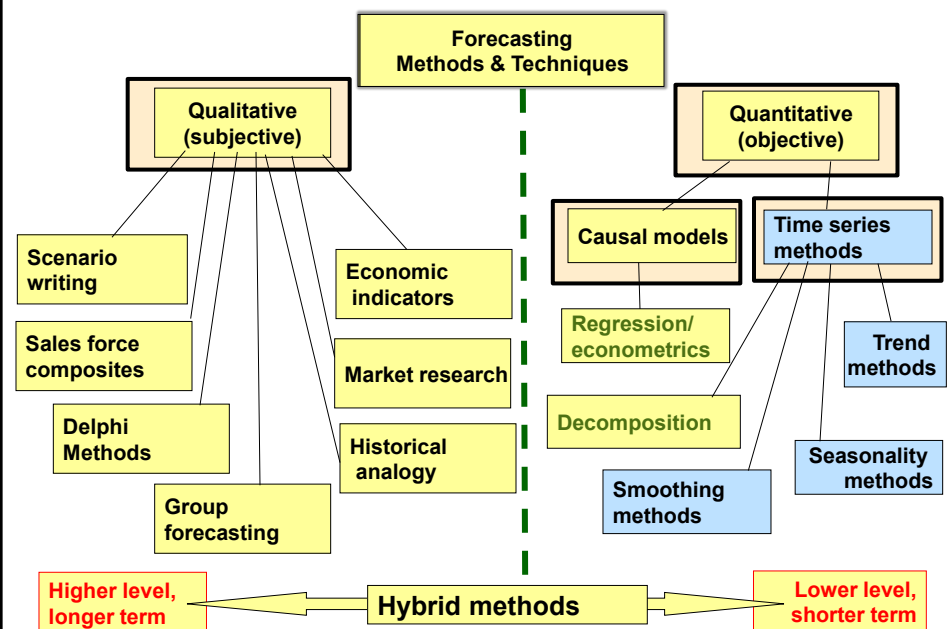 Forecasting
Methods & Techniques
Qualitative
(subjective)
Quantitative
(objective)
Causal models
Time series
methods
Scenario
writing
Economic
indicators
Sales force
composites
Market research
Delphi
Methods
Historical
analogy
Group
forecasting
Regression/
econometrics
Trend
methods
Decomposition
Seasonality
methods
Smoothing
methods
Higher level,
longer term
Hybrid methods
Lower level,
shorter term